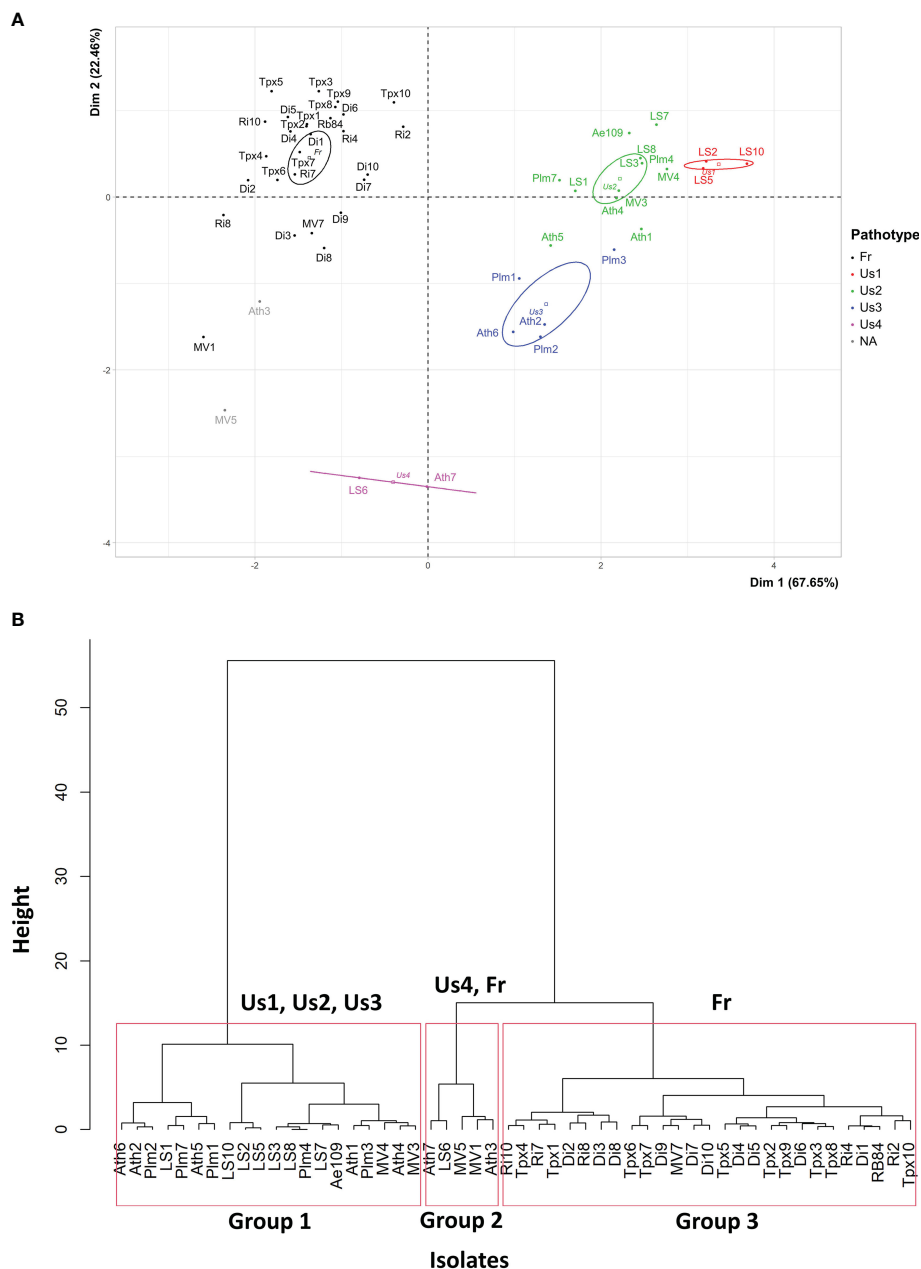 A
Dim 2 (22.46%)
0
-2
-4
-2
0
2
4
Dim 1 (67.65%)
Tpx5
Tpx3
Tpx9
Tpx10
Tpx8
Di6
Di5
Tpx1
Ri10
Tpx2
Rb84
Ri2
Di4
Di1
Ri4
Fr
Tpx4
Tpx7
Tpx6
Ri7
Di10
Di2
Di7
Ri8
Di9
MV7
Di3
Di8
Ath3
MV1
MV5
LS6
Us4
Ath7
LS7
Ae109
LS8
LS2
LS10
LS3
Plm4
Us1
Plm7
LS1
Us2
MV4
LS5
Ath4
MV3
Ath5
Ath1
Plm3
Plm1
Us3
Ath2
Ath6
Plm2
Pathotype
Fr
Us1
Us2
Us3
Us4
NA
B
Height
50
40
30
20
10
0
Us1, Us2, Us3
Us4, Fr
Fr
Ath6
Ath2
Plm2
LS1
Plm7
Ath5
Plm1
LS10
LS2
LS5
LS3
LS8
Plm4
LS7
Ae109
Ath1
Plm3
MV4
Ath4
MV3
Ath7
LS6
MV5
MV1
Ath3
Ri10
Tpx4
Ri7
Tpx1
Di2
Ri8
Di3
Di8
Tpx6
Tpx7
Di9
MV7
Di7
Di10
Tpx5
Di4
Di5
Tpx2
Tpx9
Di6
Tpx3
Tpx8
Ri4
Di1
RB84
Ri2
Tpx10
Group 1
Group 2
Group 3
Isolates